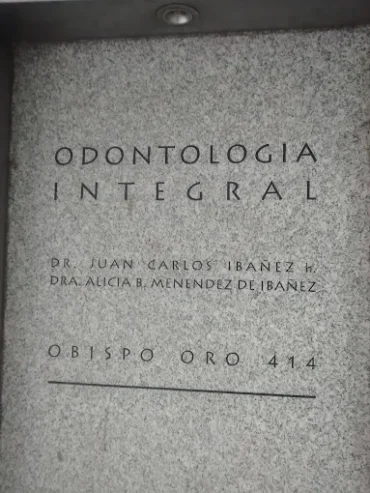 ODONTOLOGIA
INTEGRAL
DR. JUAN CARLOS IBAÑEZ H.
DRA. ALICIA B. MENENDEZ DE IBAÑEZ
OBISPO ORO 414